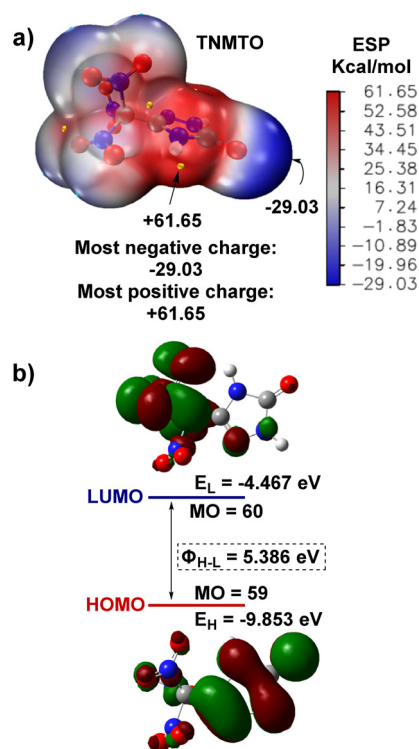 a)
TNMTO
ESP
Kcal/mol
61.65
52.58
43.51
34.45
25.38
16.31
7.24
-1.83
-10.89
-19.96
-29.03
+61.65
-29.03
Most negative charge:
-29.03
Most positive charge:
+61.65
b)
E_L = -4.467 eV
LUMO
MO = 60
Φ_H-L = 5.386 eV
MO = 59
HOMO
E_H = -9.853 eV